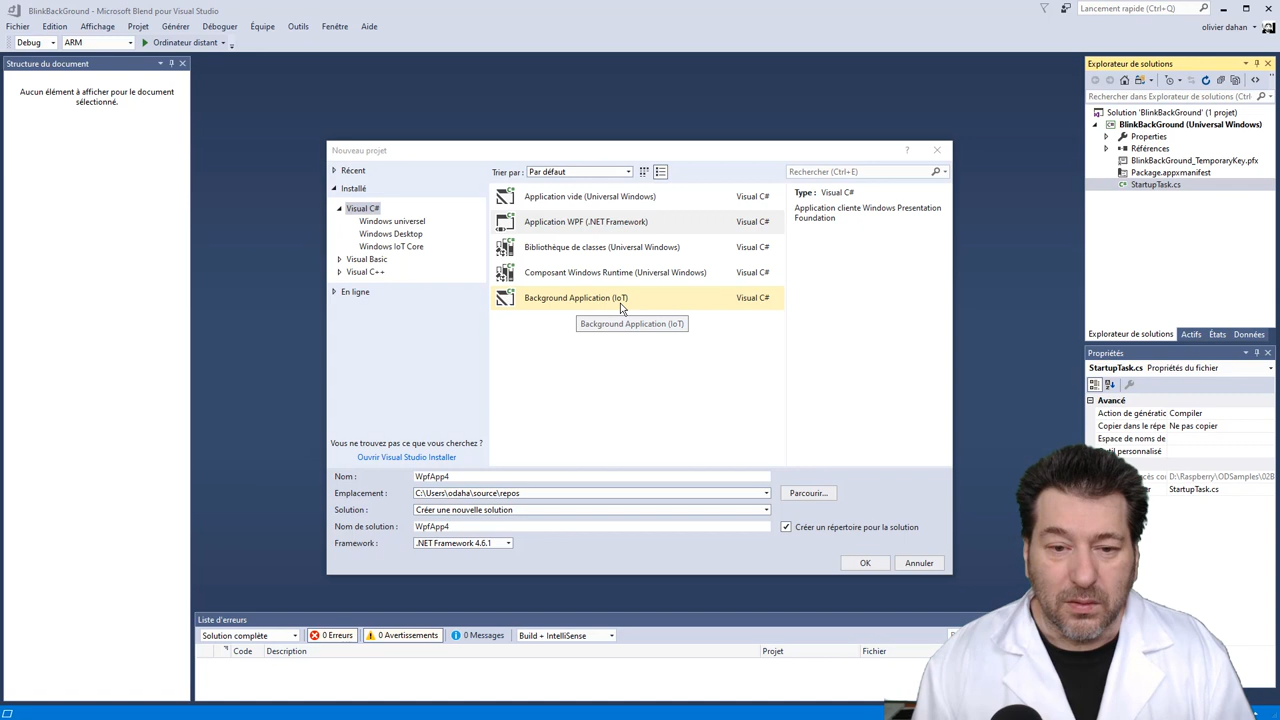 BlinkBackGround - Microsoft Blend pour Visual Studio
Lancement rapide (Ctrl+Q)
Fichier Edition Affichage Projet Générer Déboguer Équipe Outils Fenêtre Aide
olivier dahan
Debug ARM Ordinateur distant
Structure du document
Aucun élément à afficher pour le document
sélectionné.
Nouveau projet
Récent
Installé
Visual C#
Windows universel
Windows Desktop
Windows IoT Core
Visual Basic
Visual C++
En ligne
Vous ne trouvez pas ce que vous cherchez ?
Ouvrir Visual Studio Installer
Trier par : Par défaut
Rechercher (Ctrl+E)
Application vide (Universal Windows) Visual C#
Application WPF (.NET Framework) Visual C#
Bibliothèque de classes (Universal Windows) Visual C#
Composant Windows Runtime (Universal Windows) Visual C#
Background Application (IoT) Visual C#
Background Application (IoT)
Type : Visual C#
Application cliente Windows Presentation
Foundation
Nom : WpfApp4
Emplacement : C:\Users\odaha\source\repos
Parcourir...
Solution : Créer une nouvelle solution
Nom de solution : WpfApp4
Créer un répertoire pour la solution
Framework : .NET Framework 4.6.1
OK Annuler
Explorateur de solutions
Rechercher dans Explorateur de solutions (Ctrl
Solution 'BlinkBackGround' (1 projet)
BlinkBackGround (Universal Windows)
Properties
Références
BlinkBackGround_TemporaryKey.pfx
Package.appxmanifest
StartupTask.cs
Explorateur de solutions Actifs États Données
Propriétés
StartupTask.cs Propriétés du fichier
Avancé
Action de génératic Compiler
Copier dans le répe Ne pas copier
Espace de noms de
util personnalisé
ccès cc D:\Raspberry\ODSamples\02B
StartupTask.cs
Liste d'erreurs
Solution complète 0 Erreurs 0 Avertissements 0 Messages Build + IntelliSense
Code Description Projet Fichier